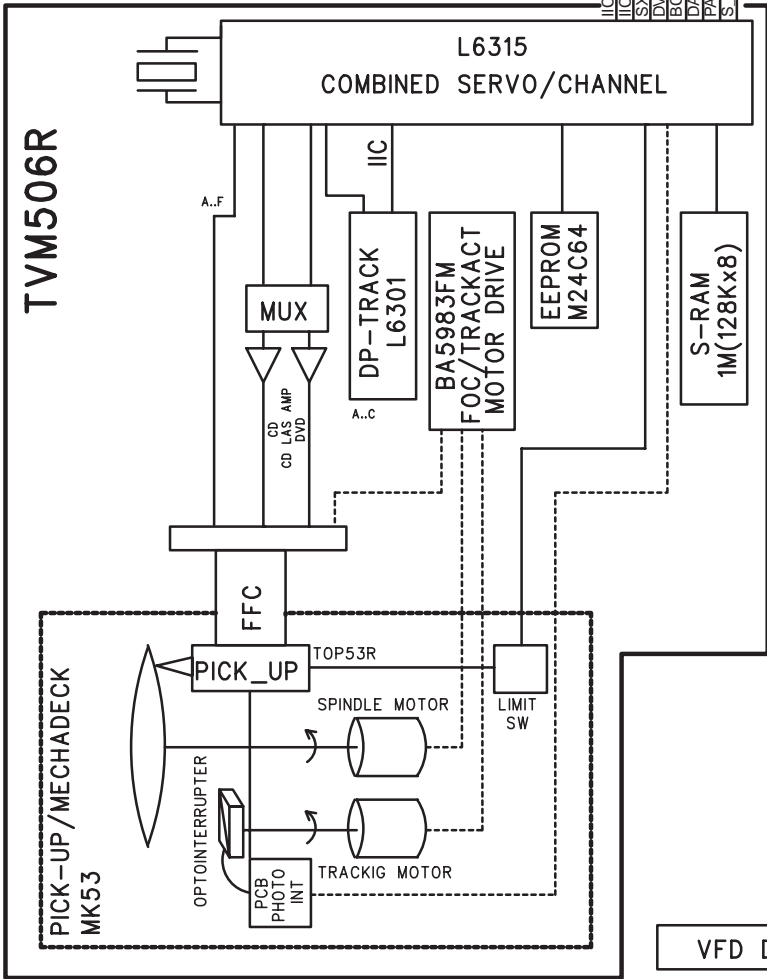 L6315
COMBINED SERVO/CHANNEL
TVM506R
A..F
IIC
MUX
DP-TRACK
L6301
A..C
BA5983FM
FOC/TRACKACT
MOTOR DRIVE
EEPROM
M24C64
S-RAM
1M(128Kx8)
CD
CD LAS AMP
DVD
FFC
PICK-UP/MECHADECK
MK53
PICK_UP
TOP53R
LIMIT
SW
SPINDLE MOTOR
OPTOINTERRUPTER
TRACKIG MOTOR
PCB
PHOTO
INT
VFD